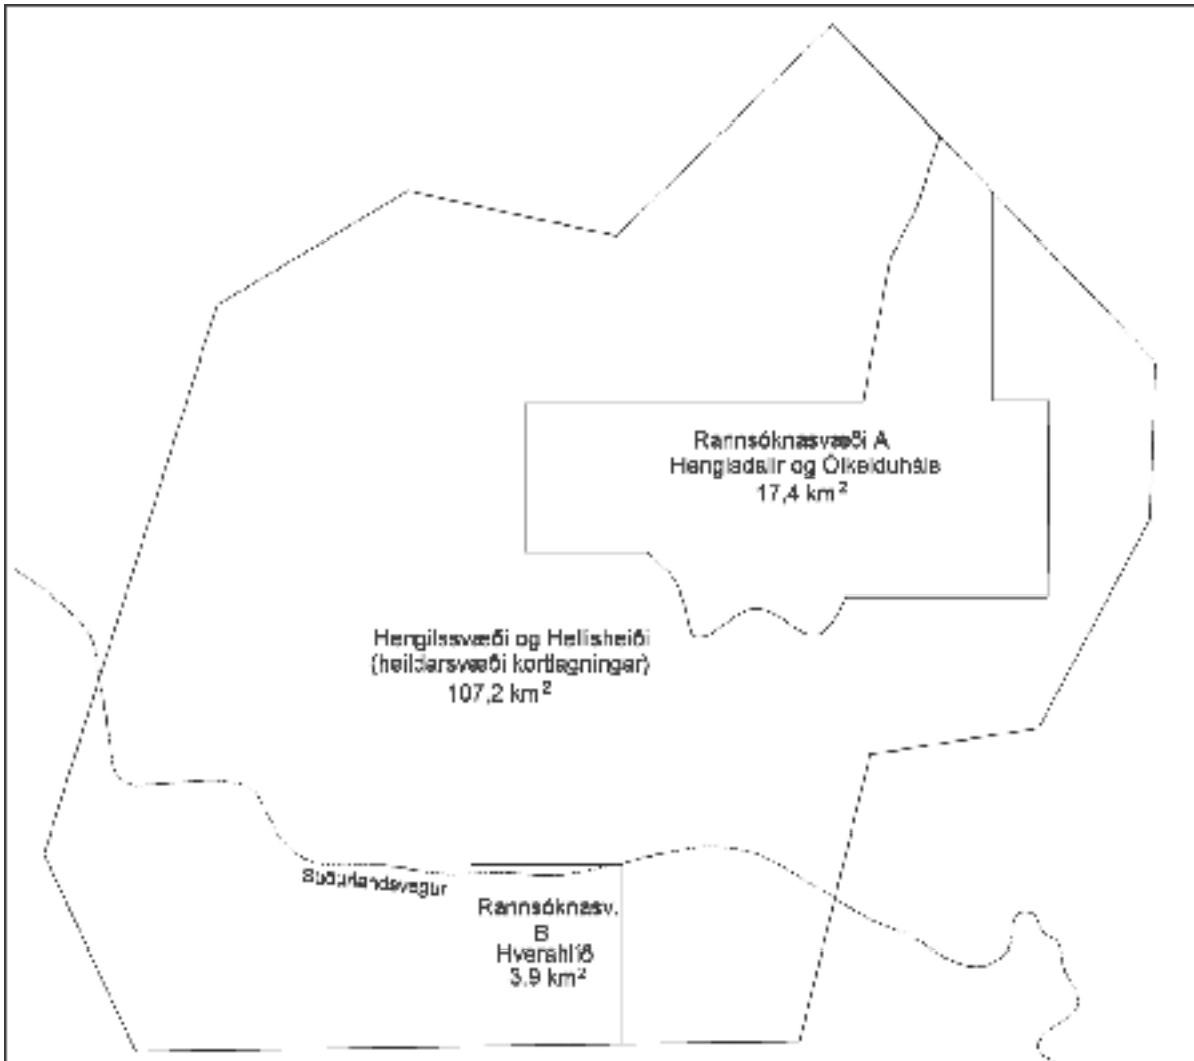 Rannsóknasvæði A
Hengladalir og Ölkelduháls
17,4 km²
Hengilssvæði og Hellisheiði
(heildarsvæði kortlagningar)
107,2 km²
Suðurlandsvegur
Rannsóknasv.
B
Hverahlíð
3,9 km²